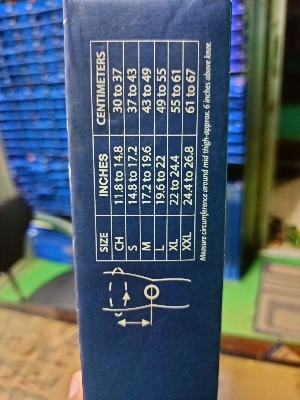 SIZE INCHES CENTIMETERS
CH 11.8 to 14.8 30 to 37
S 14.8 to 17.2 37 to 43
M 17.2 to 19.6 43 to 49
L 19.6 to 22 49 to 55
XL 22 to 24.4 55 to 61
XXL 24.4 to 26.8 61 to 67
Measure circumference around mid thigh-approx. 6 inches above knee.